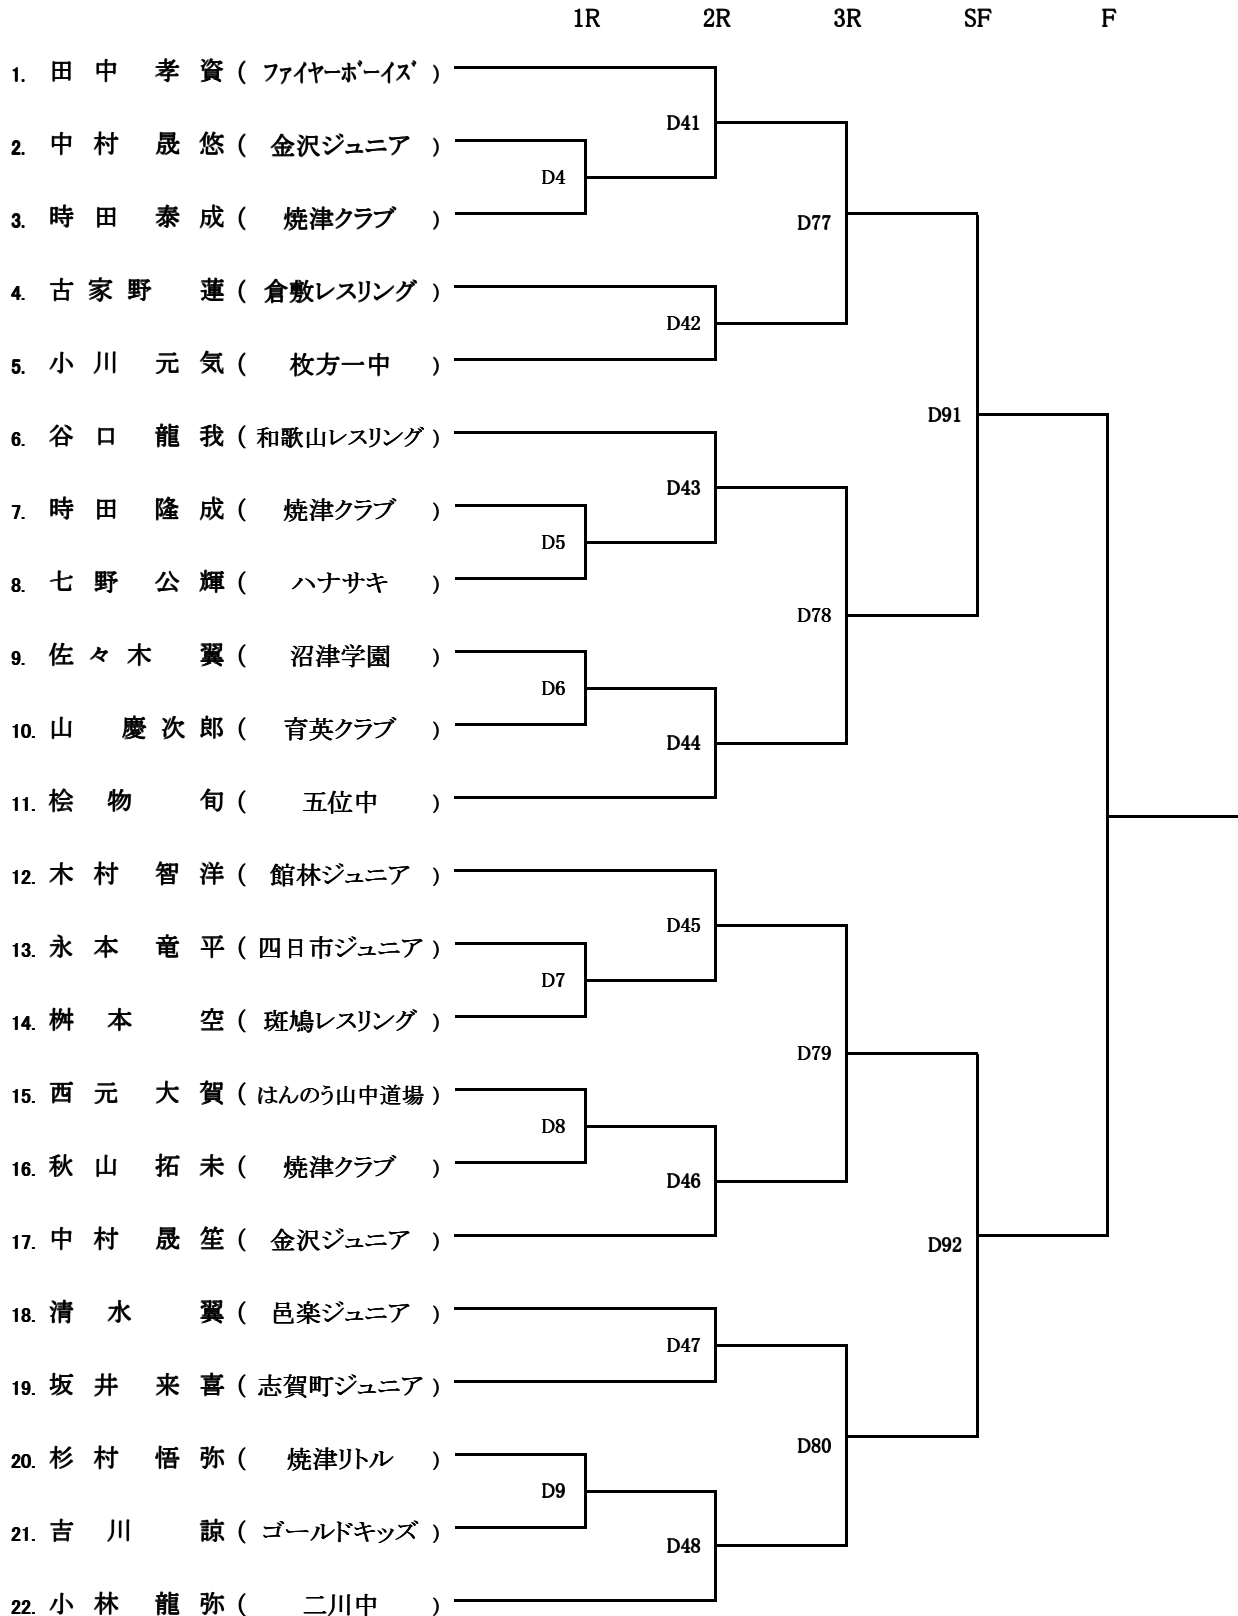 1R 2R 3R SF F
1. 田中 孝資 ( ファイヤーボーイズ )
D41
2. 中村 晟悠 ( 金沢ジュニア )
D4
3. 時田 泰成 ( 焼津クラブ )
D77
4. 古家野 蓮 ( 倉敷レスリング )
D42
5. 小川 元気 ( 枚方一中 )
D91
6. 谷口 龍我 ( 和歌山レスリング )
D43
7. 時田 隆成 ( 焼津クラブ )
D5
8. 七野 公輝 ( ハナサキ )
D78
9. 佐々木 翼 ( 沼津学園 )
D6
10. 山 慶次郎 ( 育英クラブ )
D44
11. 桧物 旬 ( 五位中 )
12. 木村 智洋 ( 館林ジュニア )
D45
13. 永本 竜平 ( 四日市ジュニア )
D7
14. 桝本 空 ( 斑鳩レスリング )
D79
15. 西元 大賀 ( はんのう山中道場 )
D8
16. 秋山 拓未 ( 焼津クラブ )
D46
17. 中村 晟笙 ( 金沢ジュニア )
D92
18. 清水 翼 ( 邑楽ジュニア )
D47
19. 坂井 来喜 ( 志賀町ジュニア )
D80
20. 杉村 悟弥 ( 焼津リトル )
D9
21. 吉川 諒 ( ゴールドキッズ )
D48
22. 小林 龍弥 ( 二川中 )